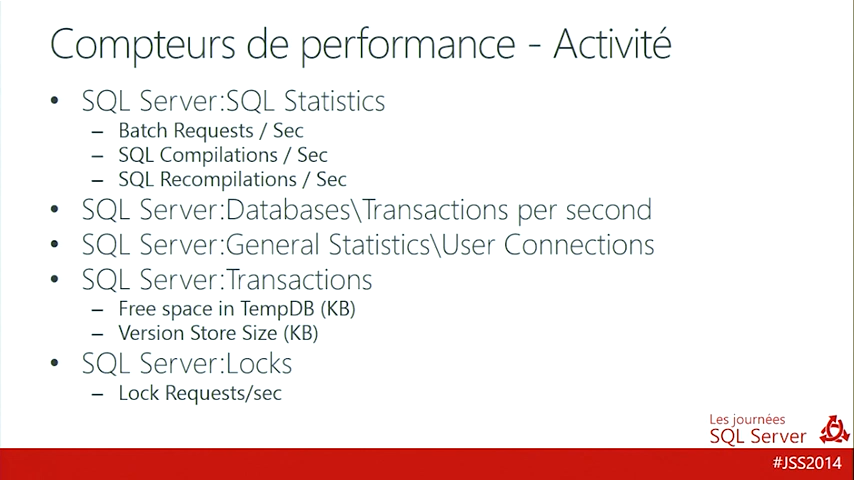 Compteurs de performance - Activité
• SQL Server:SQL Statistics
– Batch Requests / Sec
– SQL Compilations / Sec
– SQL Recompilations / Sec
• SQL Server:Databases\Transactions per second
• SQL Server:General Statistics\User Connections
• SQL Server:Transactions
– Free space in TempDB (KB)
– Version Store Size (KB)
• SQL Server:Locks
– Lock Requests/sec
Les journées
SQL Server
#JSS2014